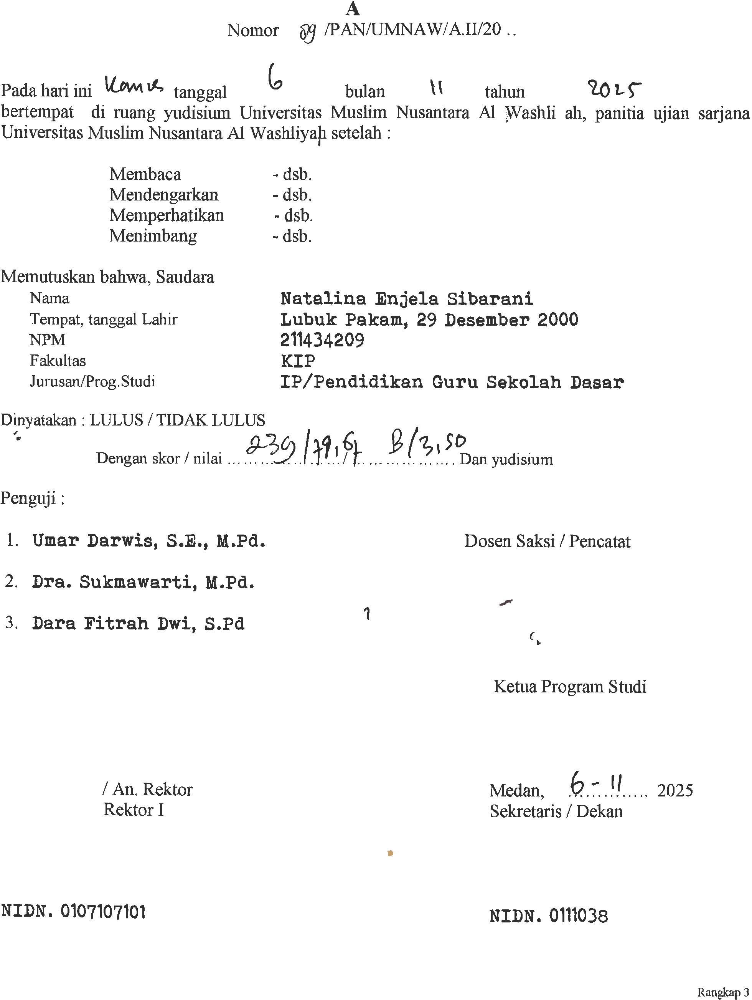 A
Nomor 89 /PAN/UMNAW/A.II/20 ..
Pada hari ini Kamis tanggal 6 bulan 11 tahun 2025
bertempat di ruang yudisium Universitas Muslim Nusantara Al Washli ah, panitia ujian sarjana
Universitas Muslim Nusantara Al Washliyah setelah :
Membaca - dsb.
Mendengarkan - dsb.
Memperhatikan - dsb.
Menimbang - dsb.
Memutuskan bahwa, Saudara
Nama Natalina Enjela Sibarani
Tempat, tanggal Lahir Lubuk Pakam, 29 Desember 2000
NPM 211434209
Fakultas KIP
Jurusan/Prog.Studi IP/Pendidikan Guru Sekolah Dasar
Dinyatakan : LULUS / TIDAK LULUS
Dengan skor / nilai 239/79,67 B/3,50 Dan yudisium
Penguji :
1. Umar Darwis, S.E., M.Pd. Dosen Saksi / Pencatat
2. Dra. Sukmawarti, M.Pd.
3. Dara Fitrah Dwi, S.Pd
Ketua Program Studi
/ An. Rektor Medan, 6 - 11 2025
Rektor I Sekretaris / Dekan
NIDN. 0107107101 NIDN. 0111038
Rangkap 3